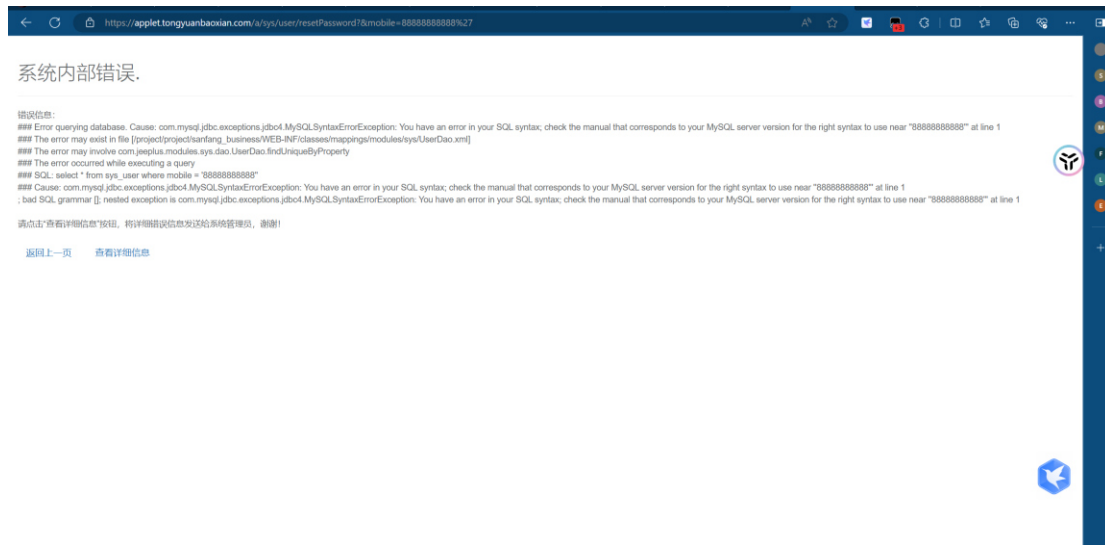 https://applet.tongyuanbaoxian.com/a/sys/user/resetPassword?&mobile=88888888888%27
系统内部错误.
错误信息:
### Error querying database. Cause: com.mysql.jdbc.exceptions.jdbc4.MySQLSyntaxErrorException: You have an error in your SQL syntax; check the manual that corresponds to your MySQL server version for the right syntax to use near ''88888888888''' at line 1
### The error may exist in file [/project/project/sanfang_business/WEB-INF/classes/mappings/modules/sys/UserDao.xml]
### The error may involve com.jeeplus.modules.sys.dao.UserDao.findUniqueByProperty
### The error occurred while executing a query
### SQL: select * from sys_user where mobile = '88888888888''
### Cause: com.mysql.jdbc.exceptions.jdbc4.MySQLSyntaxErrorException: You have an error in your SQL syntax; check the manual that corresponds to your MySQL server version for the right syntax to use near ''88888888888''' at line 1
; bad SQL grammar []; nested exception is com.mysql.jdbc.exceptions.jdbc4.MySQLSyntaxErrorException: You have an error in your SQL syntax; check the manual that corresponds to your MySQL server version for the right syntax to use near ''88888888888''' at line 1
请点击"查看详细信息"按钮，将详细错误信息发送给系统管理员，谢谢！
返回上一页 查看详细信息
S
B
M
F
L
E